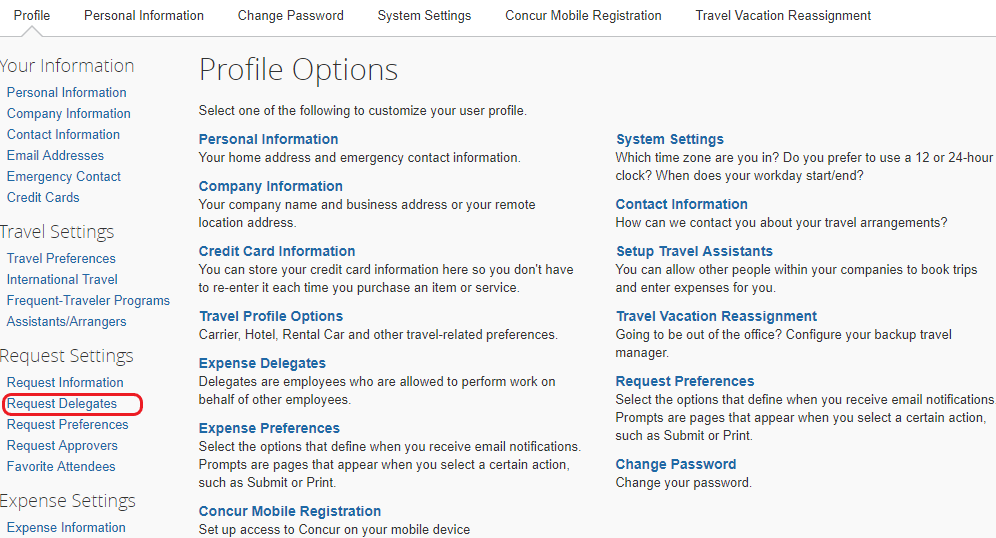 Profile Personal Information Change Password System Settings Concur Mobile Registration Travel Vacation Reassignment
Your Information
Personal Information
Company Information
Contact Information
Email Addresses
Emergency Contact
Credit Cards
Travel Settings
Travel Preferences
International Travel
Frequent-Traveler Programs
Assistants/Arrangers
Request Settings
Request Information
Request Delegates
Request Preferences
Request Approvers
Favorite Attendees
Expense Settings
Expense Information
Profile Options
Select one of the following to customize your user profile.
Personal Information
Your home address and emergency contact information.
Company Information
Your company name and business address or your remote
location address.
Credit Card Information
You can store your credit card information here so you don't have
to re-enter it each time you purchase an item or service.
Travel Profile Options
Carrier, Hotel, Rental Car and other travel-related preferences.
Expense Delegates
Delegates are employees who are allowed to perform work on
behalf of other employees.
Expense Preferences
Select the options that define when you receive email notifications.
Prompts are pages that appear when you select a certain action,
such as Submit or Print.
Concur Mobile Registration
Set up access to Concur on your mobile device
System Settings
Which time zone are you in? Do you prefer to use a 12 or 24-hour
clock? When does your workday start/end?
Contact Information
How can we contact you about your travel arrangements?
Setup Travel Assistants
You can allow other people within your companies to book trips
and enter expenses for you.
Travel Vacation Reassignment
Going to be out of the office? Configure your backup travel
manager.
Request Preferences
Select the options that define when you receive email notifications.
Prompts are pages that appear when you select a certain action,
such as Submit or Print.
Change Password
Change your password.